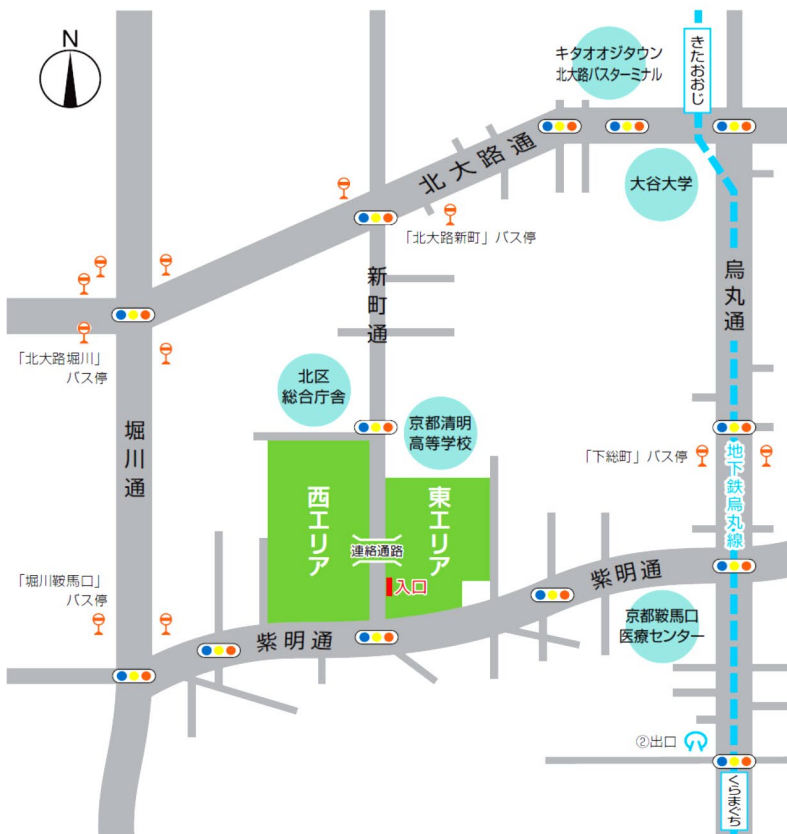 N
キタオオジタウン
北大路バスターミナル
きたおおじ
北大路通
大谷大学
「北大路新町」バス停
新町通
烏丸通
「北大路堀川」
バス停
北区
総合庁舎
京都清明
高等学校
堀川通
「下総町」バス停
地下鉄烏丸線
西エリア
東エリア
連絡通路
入口
「堀川鞍馬口」
バス停
紫明通
紫明通
京都鞍馬口
医療センター
②出口
くらまぐち